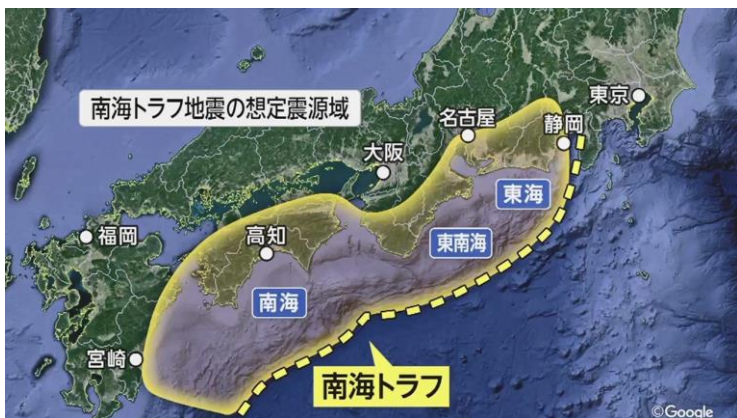 南海トラフ地震の想定震源域
東京
名古屋
静岡
大阪
東海
福岡
高知
東南海
南海
宮崎
南海トラフ
©Google